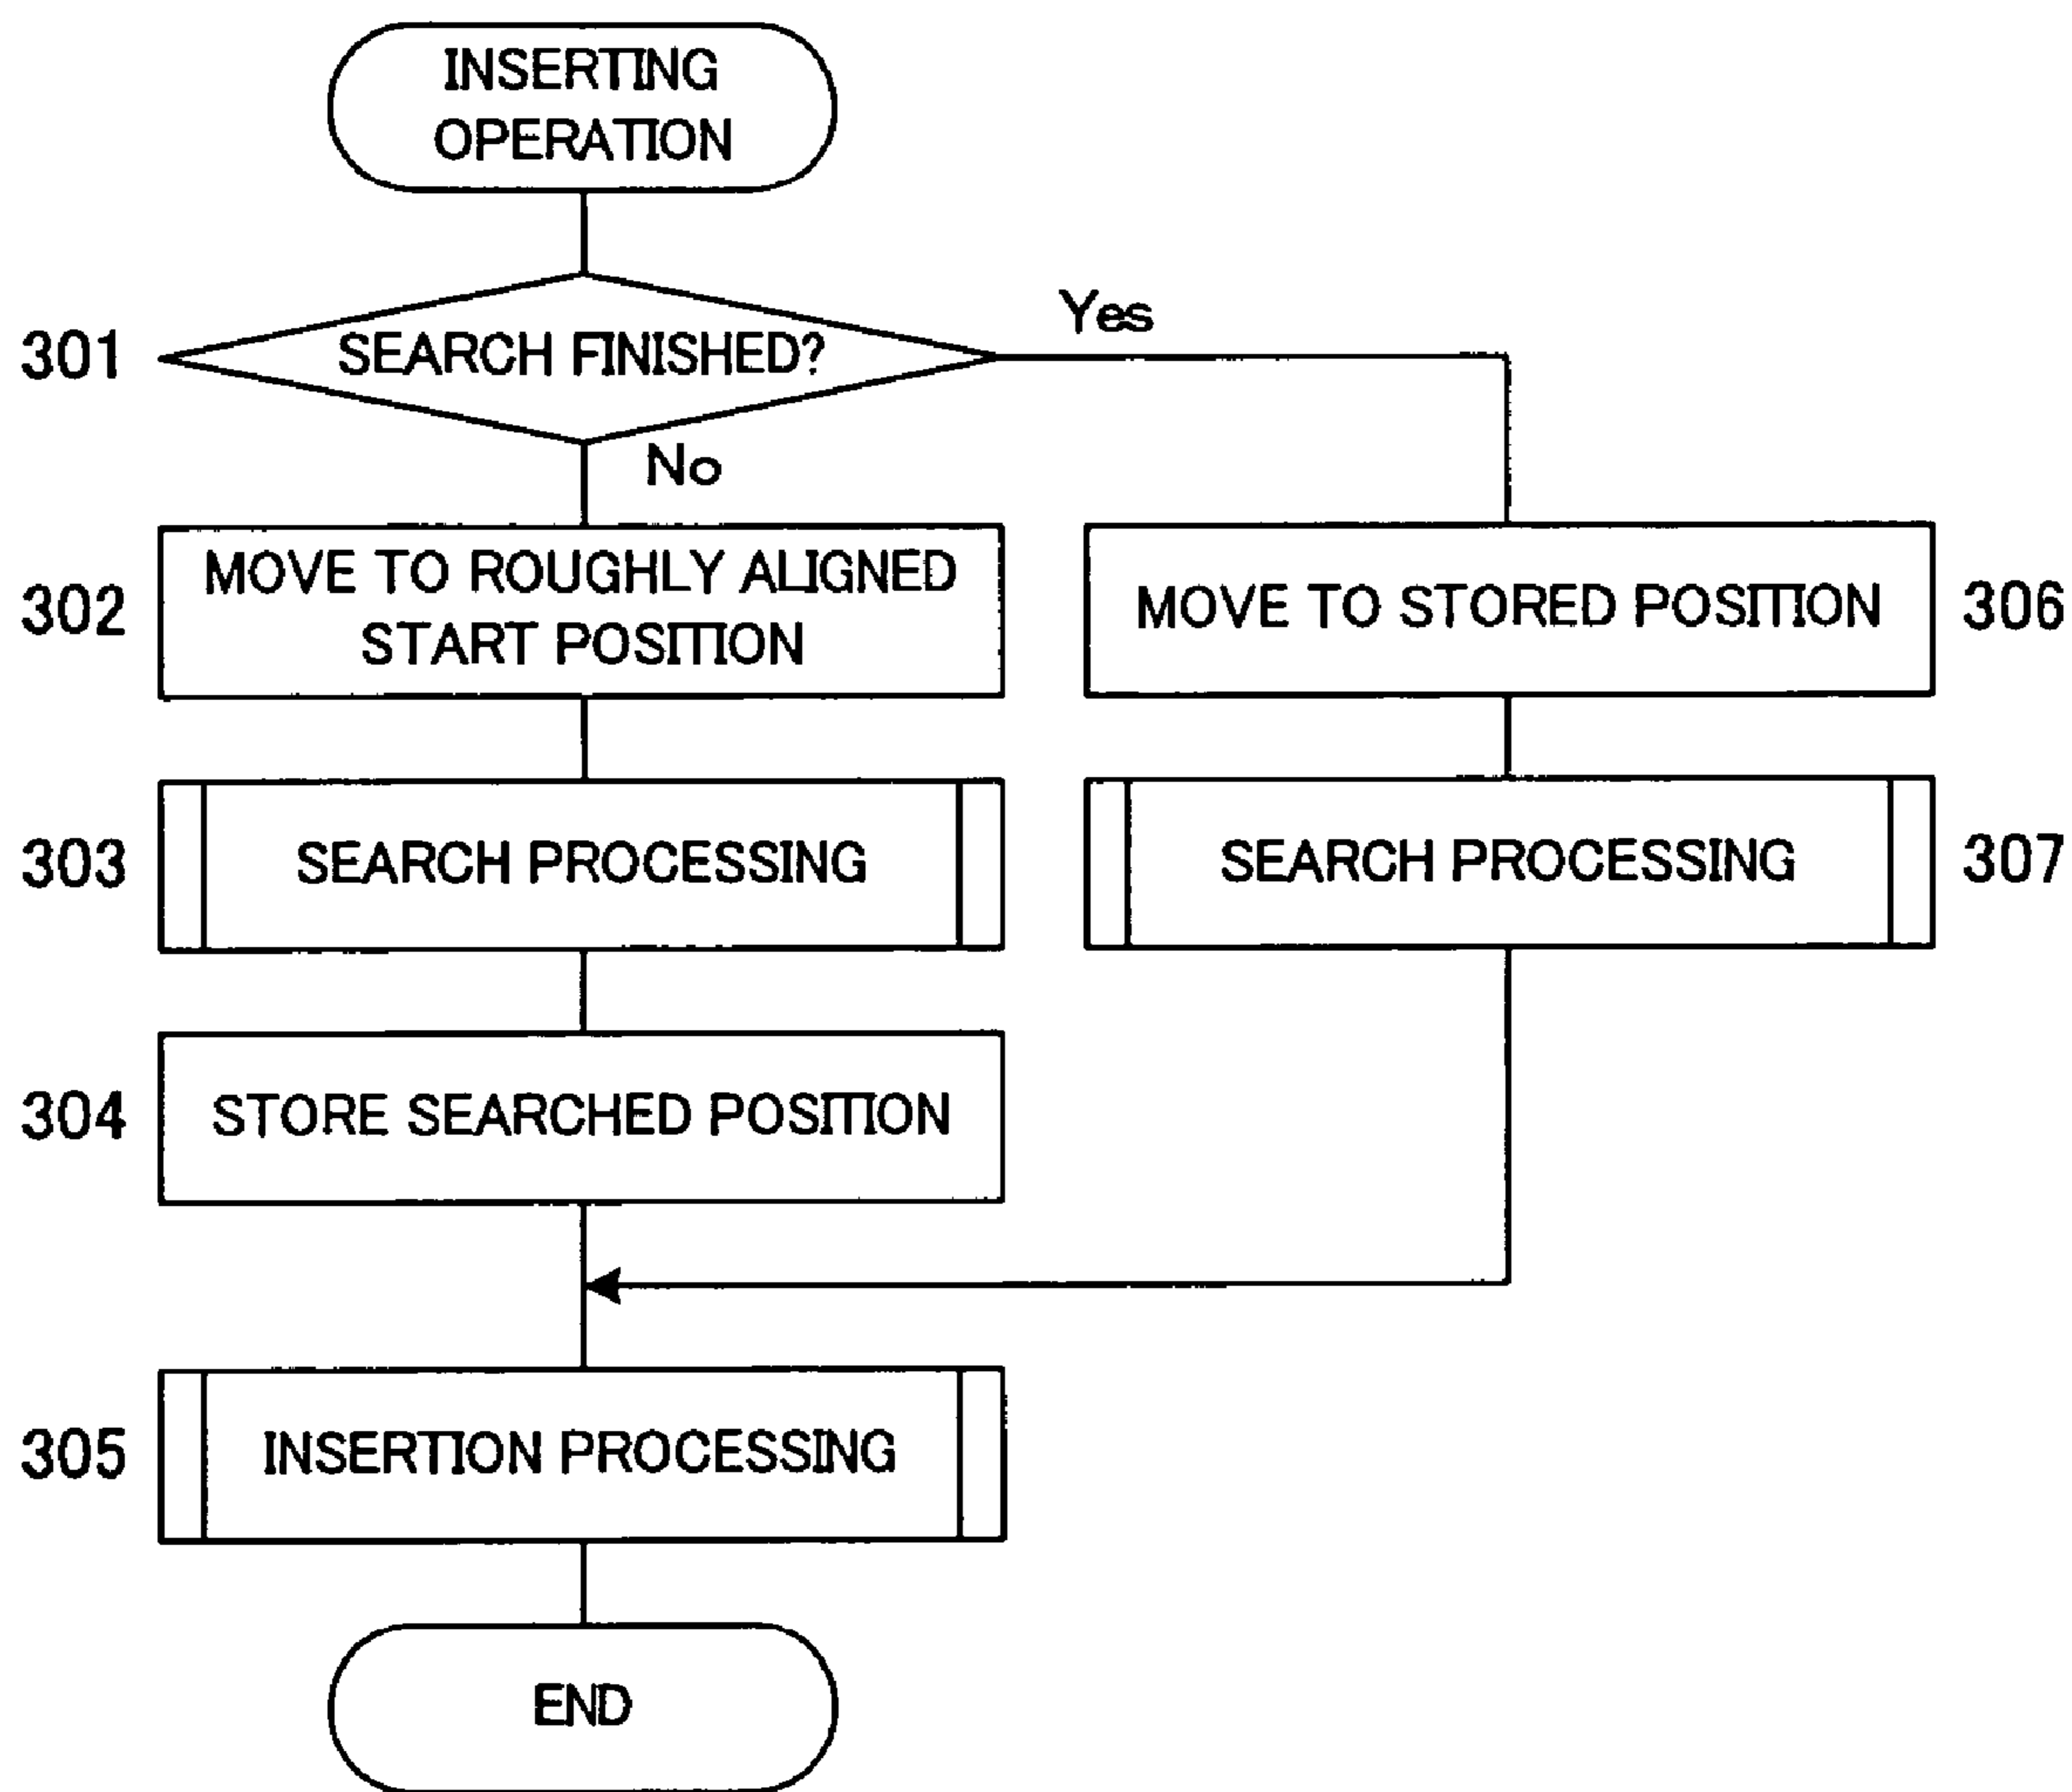 INSERTING
OPERATION
301
SEARCH FINISHED?
Yes
No
302
MOVE TO ROUGHLY ALIGNED
START POSITION
MOVE TO STORED POSITION
306
303
SEARCH PROCESSING
SEARCH PROCESSING
307
304
STORE SEARCHED POSITION
305
INSERTION PROCESSING
END